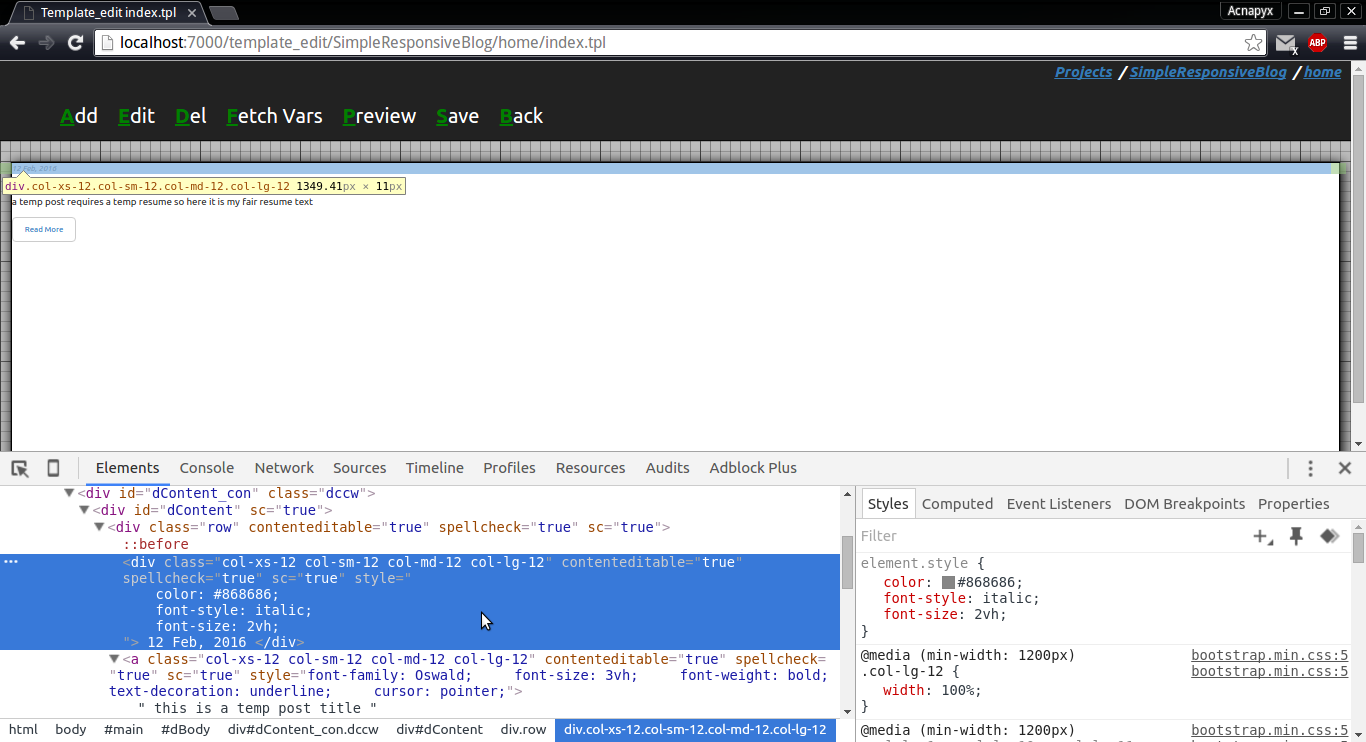 Template_edit index.tpl
Acnapyx
localhost:7000/template_edit/SimpleResponsiveBlog/home/index.tpl
x
ABP
Projects / SimpleResponsiveBlog / home
Add Edit Del Fetch Vars Preview Save Back
12 Feb, 2016
div.col-xs-12.col-sm-12.col-md-12.col-lg-12 1349.41px × 11px
a temp post requires a temp resume so here it is my fair resume text
Read More
Elements Console Network Sources Timeline Profiles Resources Audits Adblock Plus
<div id="dContent_con" class="dccw">
<div id="dContent" sc="true">
<div class="row" contenteditable="true" spellcheck="true" sc="true">
::before
<div class="col-xs-12 col-sm-12 col-md-12 col-lg-12" contenteditable="true"
spellcheck="true" sc="true" style="
color: #868686;
font-style: italic;
font-size: 2vh;
"> 12 Feb, 2016 </div>
<a class="col-xs-12 col-sm-12 col-md-12 col-lg-12" contenteditable="true" spellcheck=
"true" sc="true" style="font-family: Oswald; font-size: 3vh; font-weight: bold;
text-decoration: underline; cursor: pointer;">
" this is a temp post title "
html body #main #dBody div#dContent_con.dccw div#dContent div.row div.col-xs-12.col-sm-12.col-md-12.col-lg-12
Styles Computed Event Listeners DOM Breakpoints Properties
Filter
element.style {
color: #868686;
font-style: italic;
font-size: 2vh;
}
@media (min-width: 1200px) bootstrap.min.css:5
.col-lg-12 { bootstrap.min.css:5
width: 100%;
}
@media (min-width: 1200px) bootstrap.min.css:5